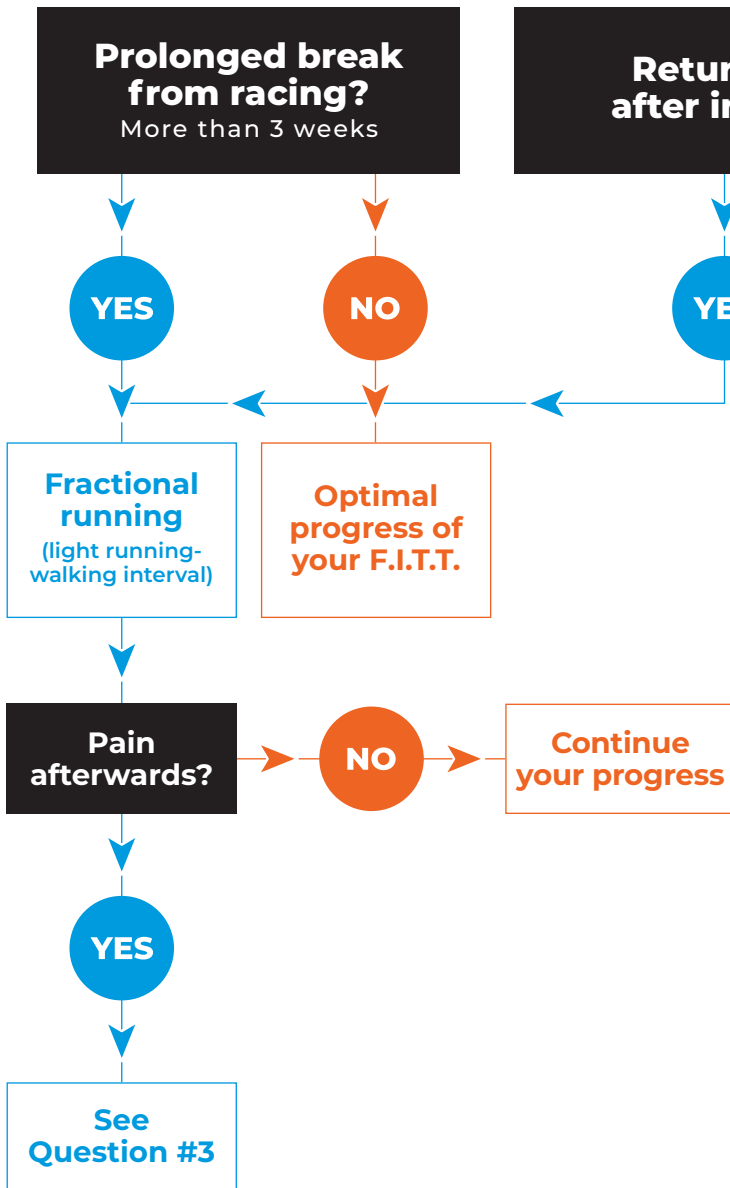 Prolonged break
from racing?
More than 3 weeks
after
YES
NO
Fractional
running
(light running-
walking interval)
Optimal
progress of
your F.I.T.T.
Pain
afterwards?
NO
Continue
your progress
YES
See
Question #3